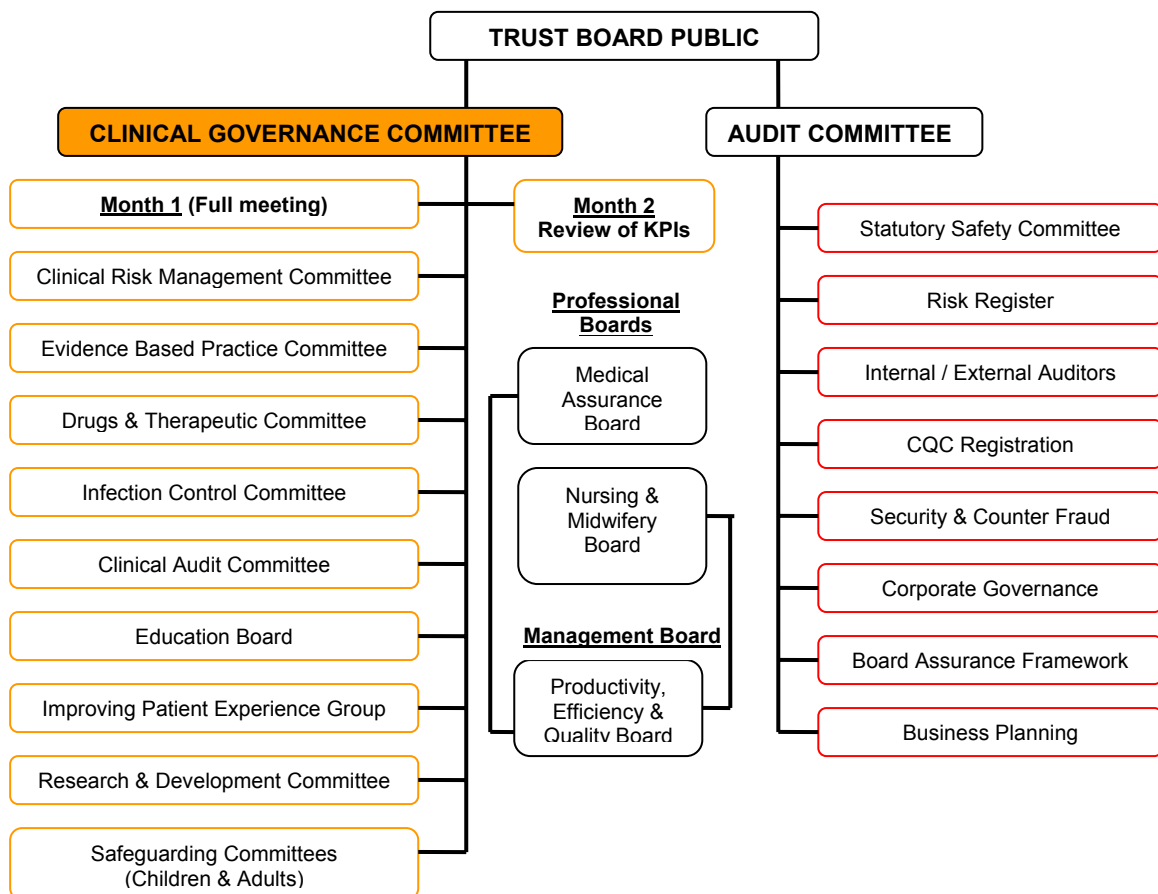 TRUST BOARD PUBLIC
CLINICAL GOVERNANCE COMMITTEE
AUDIT COMMITTEE
Month 1 (Full meeting)
Month 2
Review of KPIs
Clinical Risk Management Committee
Evidence Based Practice Committee
Drugs & Therapeutic Committee
Infection Control Committee
Clinical Audit Committee
Education Board
Improving Patient Experience Group
Research & Development Committee
Safeguarding Committees
(Children & Adults)
Professional
Boards
Medical
Assurance
Board
Nursing &
Midwifery
Board
Management Board
Productivity,
Efficiency &
Quality Board
Statutory Safety Committee
Risk Register
Internal / External Auditors
CQC Registration
Security & Counter Fraud
Corporate Governance
Board Assurance Framework
Business Planning